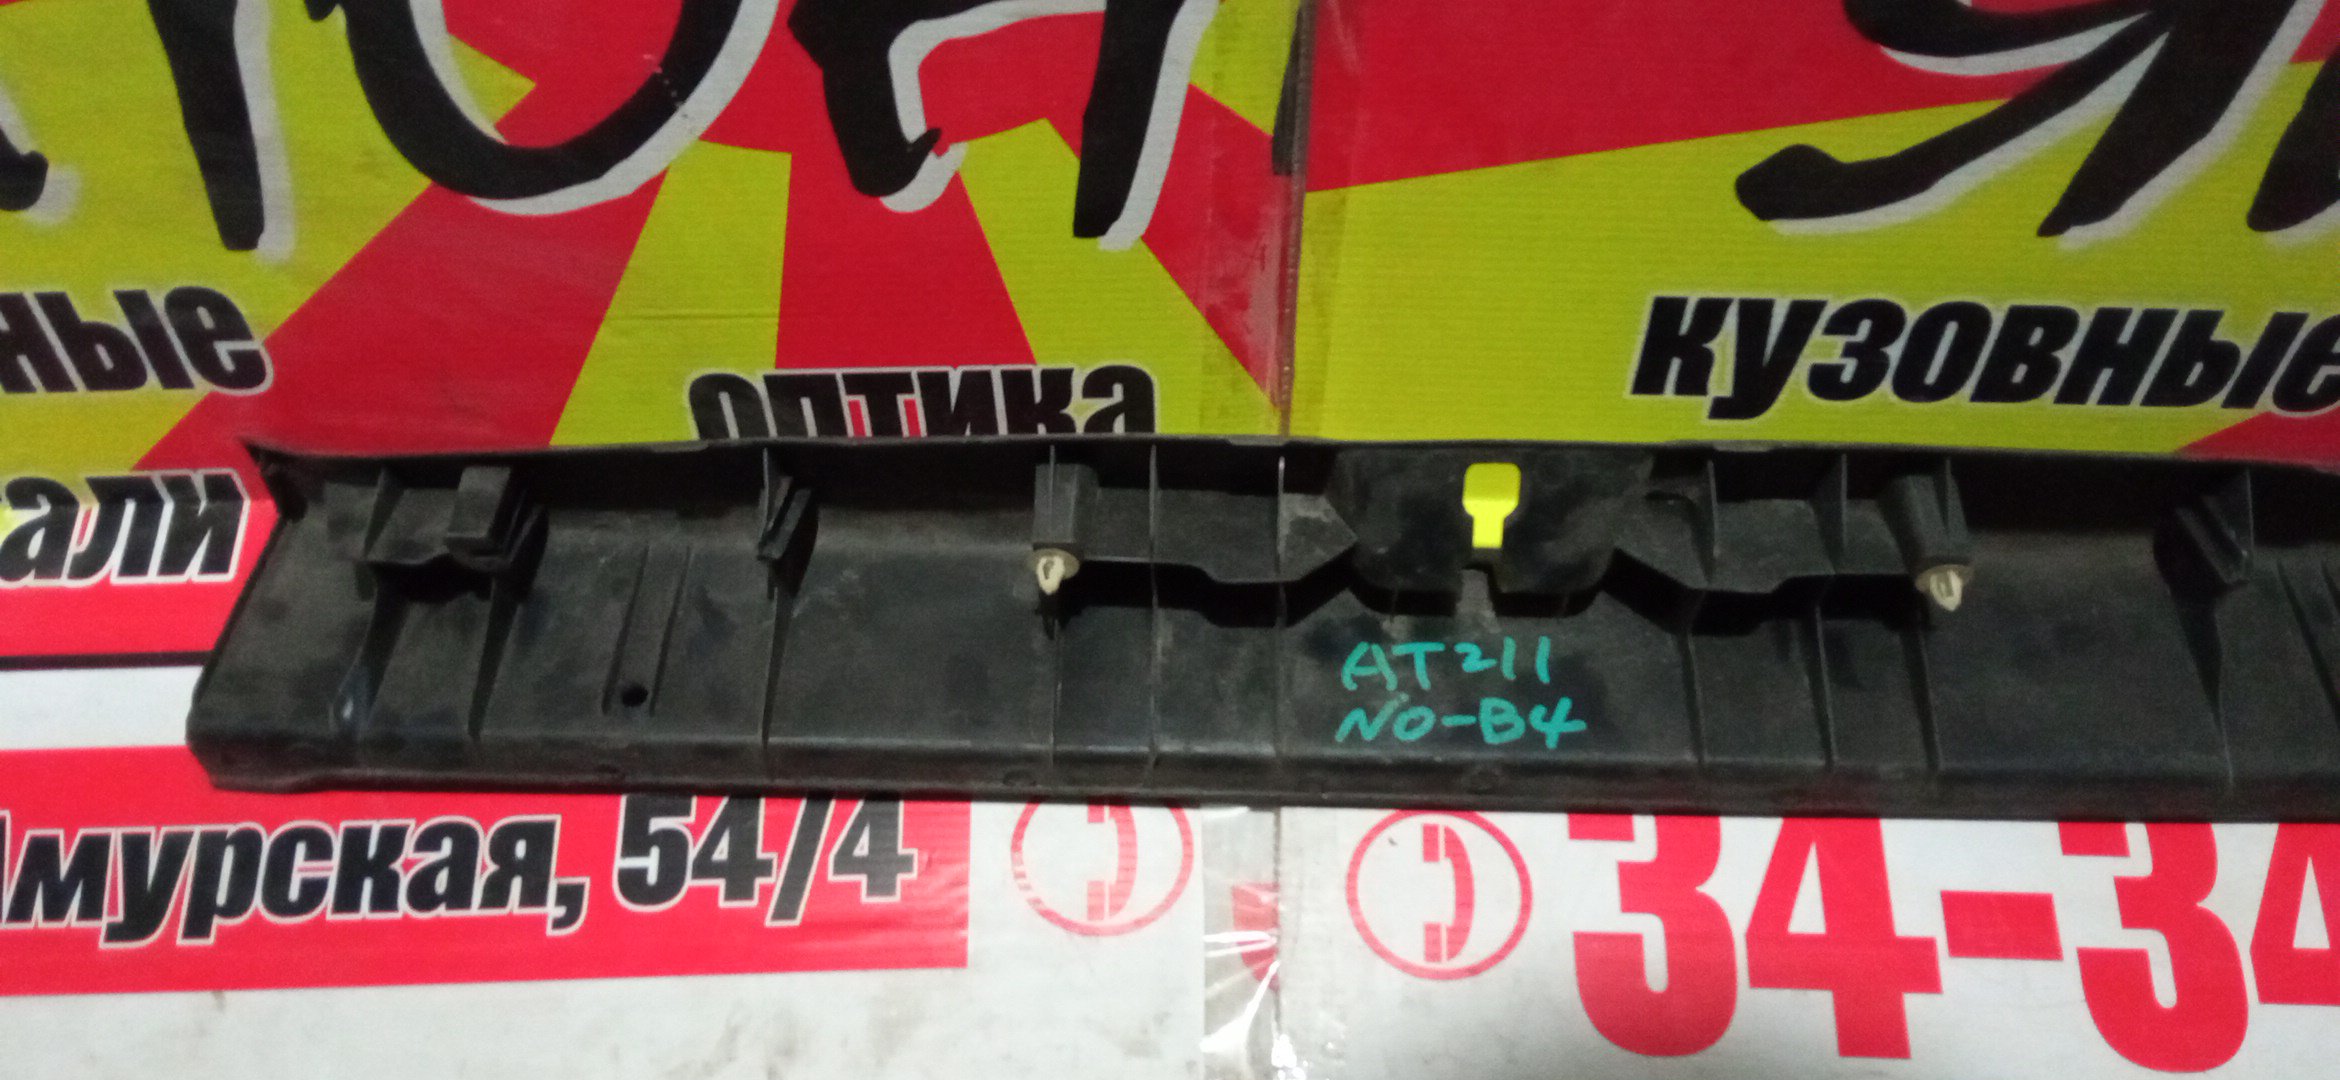 ные
оптика
кузовные
али
AT211
NO-B4
Амурская, 54/4
34-34